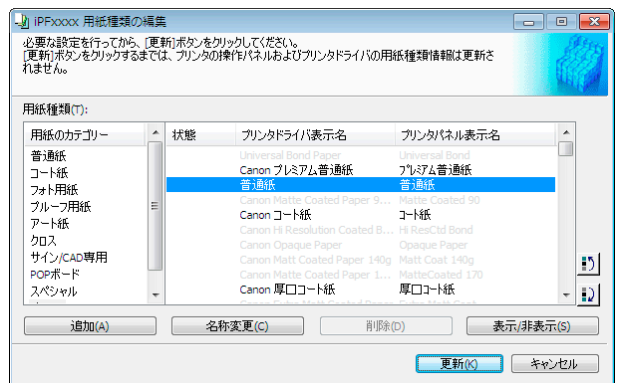 iPFxxxx 用紙種類の編集
必要な設定を行ってから、[更新]ボタンをクリックしてください。
[更新]ボタンをクリックするまでは、プリンタの操作パネルおよびプリンタドライバの用紙種類情報は更新さ
れません。
用紙種類(T):
用紙のカテゴリー 状態 プリンタドライバ表示名 プリンタパネル表示名
普通紙
コート紙
フォト用紙
プルーフ用紙
アート紙
クロス
サイン/CAD専用
POPボード
スペシャル
Universal Bond Paper Universal Bond
Canon プレミアム普通紙 プレミアム普通紙
普通紙 普通紙
Canon Matte Coated Paper 9... Matte Coated 90
Canon コート紙 コート紙
Canon Hi Resolution Coated B... Hi ResCtd Bond
Canon Opaque Paper Opaque Paper
Canon Matt Coated Paper 140g Matt Coat 140g
Canon Matte Coated Paper 1... MatteCoated 170
Canon 厚口コート紙 厚口コート紙
追加(A) 名称変更(C) 削除(D) 表示/非表示(S)
更新(K) キャンセル